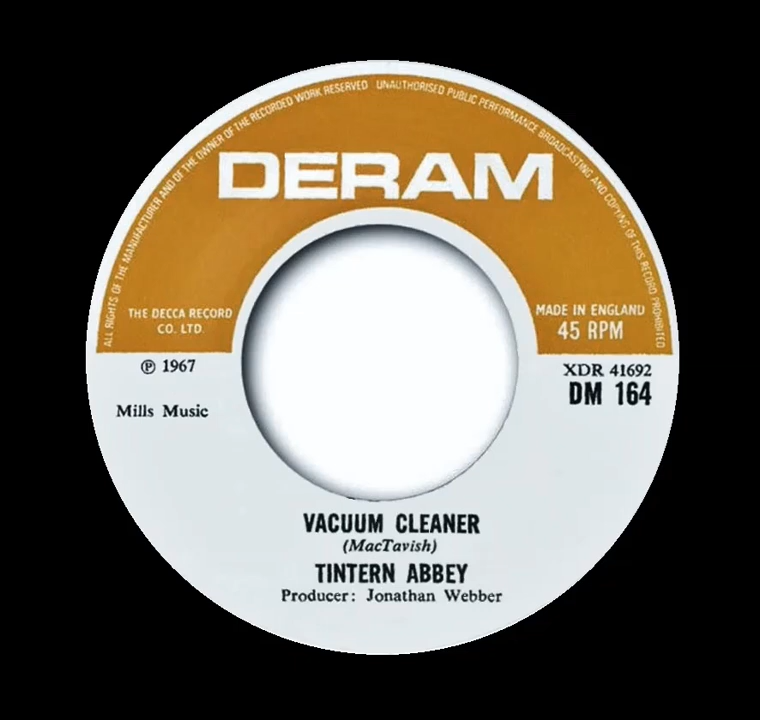 ALL RIGHTS OF THE MANUFACTURER AND OF THE OWNER OF THE RECORDED WORK RESERVED UNAUTHORISED PUBLIC PERFORMANCE BROADCASTING AND COPYING OF THIS RECORD PROHIBITED
DERAM
THE DECCA RECORD
CO. LTD.
MADE IN ENGLAND
45 RPM
℗ 1967
XDR 41692
DM 164
Mills Music
VACUUM CLEANER
(MacTavish)
TINTERN ABBEY
Producer: Jonathan Webber